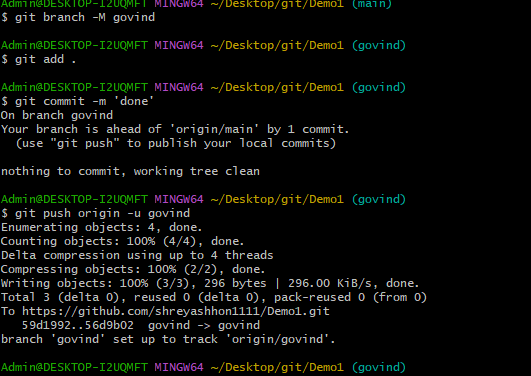 Admin@DESKTOP-I2UQMFT MINGW64 ~/Desktop/git/Demo1 (main)
$ git branch -M govind
Admin@DESKTOP-I2UQMFT MINGW64 ~/Desktop/git/Demo1 (govind)
$ git add .
Admin@DESKTOP-I2UQMFT MINGW64 ~/Desktop/git/Demo1 (govind)
$ git commit -m 'done'
On branch govind
Your branch is ahead of 'origin/main' by 1 commit.
  (use "git push" to publish your local commits)
nothing to commit, working tree clean
Admin@DESKTOP-I2UQMFT MINGW64 ~/Desktop/git/Demo1 (govind)
$ git push origin -u govind
Enumerating objects: 4, done.
Counting objects: 100% (4/4), done.
Delta compression using up to 4 threads
Compressing objects: 100% (2/2), done.
Writing objects: 100% (3/3), 296 bytes | 296.00 KiB/s, done.
Total 3 (delta 0), reused 0 (delta 0), pack-reused 0 (from 0)
To https://github.com/shreyashhon1111/Demo1.git
   59d1992..56d9b02  govind -> govind
branch 'govind' set up to track 'origin/govind'.
Admin@DESKTOP-I2UQMFT MINGW64 ~/Desktop/git/Demo1 (govind)